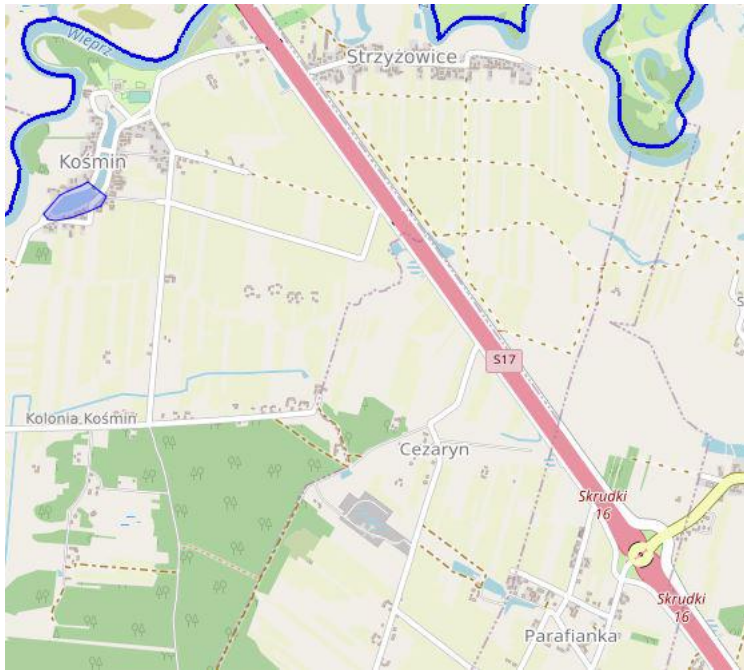 Wieprz
Strzyżowice
Kośmin
S17
Kolonia Kośmin
Cezaryn
Skrudki
16
Skrudki
16
Parafianka